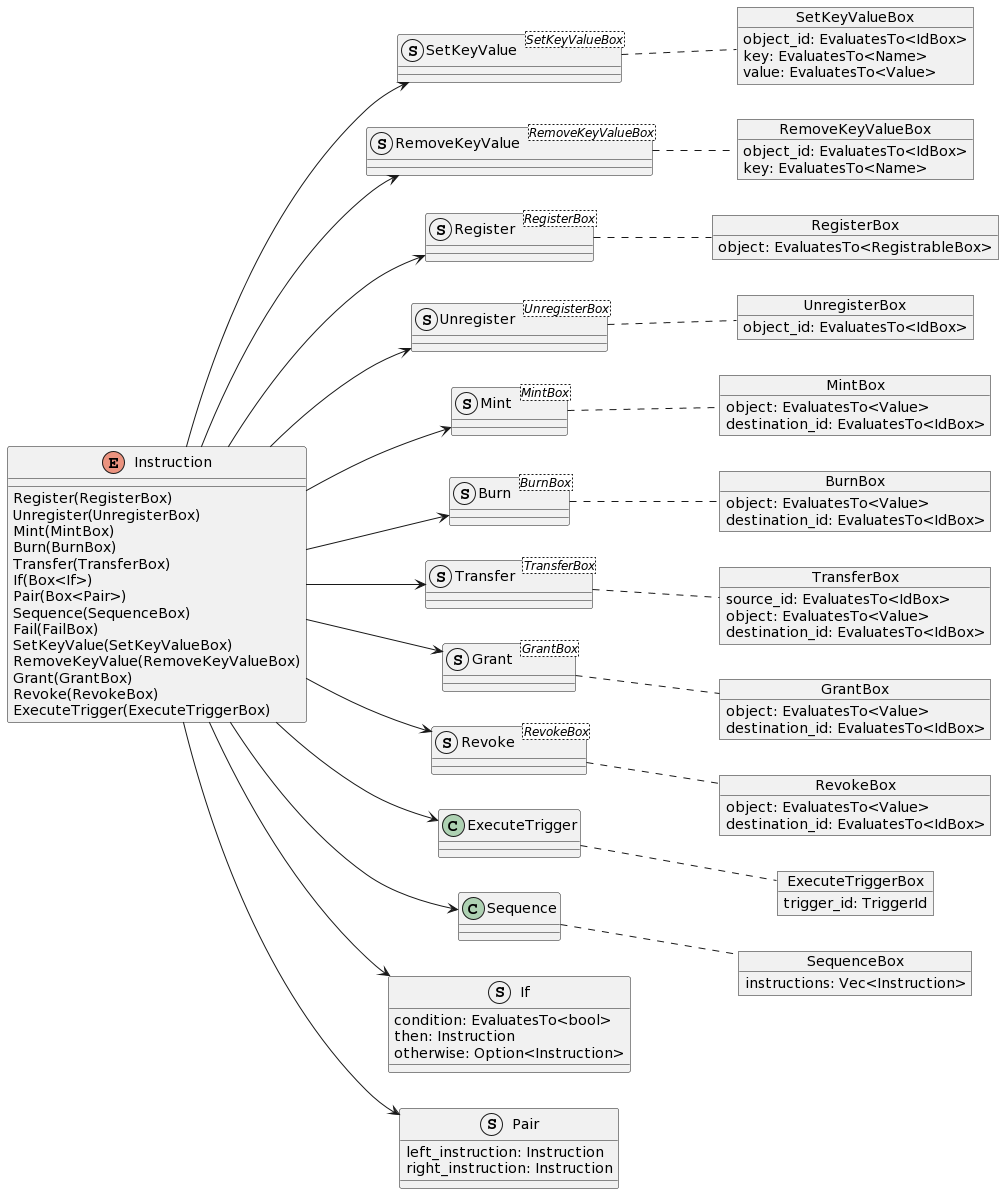 S SetKeyValue SetKeyValueBox
SetKeyValueBox
object_id: EvaluatesTo<IdBox>
key: EvaluatesTo<Name>
value: EvaluatesTo<Value>
S RemoveKeyValue RemoveKeyValueBox
RemoveKeyValueBox
object_id: EvaluatesTo<IdBox>
key: EvaluatesTo<Name>
S Register RegisterBox
RegisterBox
object: EvaluatesTo<RegistrableBox>
S Unregister UnregisterBox
UnregisterBox
object_id: EvaluatesTo<IdBox>
S Mint MintBox
MintBox
object: EvaluatesTo<Value>
destination_id: EvaluatesTo<IdBox>
E Instruction
Register(RegisterBox)
Unregister(UnregisterBox)
Mint(MintBox)
Burn(BurnBox)
Transfer(TransferBox)
If(Box<If>)
Pair(Box<Pair>)
Sequence(SequenceBox)
Fail(FailBox)
SetKeyValue(SetKeyValueBox)
RemoveKeyValue(RemoveKeyValueBox)
Grant(GrantBox)
Revoke(RevokeBox)
ExecuteTrigger(ExecuteTriggerBox)
S Burn BurnBox
BurnBox
object: EvaluatesTo<Value>
destination_id: EvaluatesTo<IdBox>
S Transfer TransferBox
TransferBox
source_id: EvaluatesTo<IdBox>
object: EvaluatesTo<Value>
destination_id: EvaluatesTo<IdBox>
S Grant GrantBox
GrantBox
object: EvaluatesTo<Value>
destination_id: EvaluatesTo<IdBox>
S Revoke RevokeBox
RevokeBox
object: EvaluatesTo<Value>
destination_id: EvaluatesTo<IdBox>
C ExecuteTrigger
ExecuteTriggerBox
trigger_id: TriggerId
C Sequence
SequenceBox
instructions: Vec<Instruction>
S If
condition: EvaluatesTo<bool>
then: Instruction
otherwise: Option<Instruction>
S Pair
left_instruction: Instruction
right_instruction: Instruction